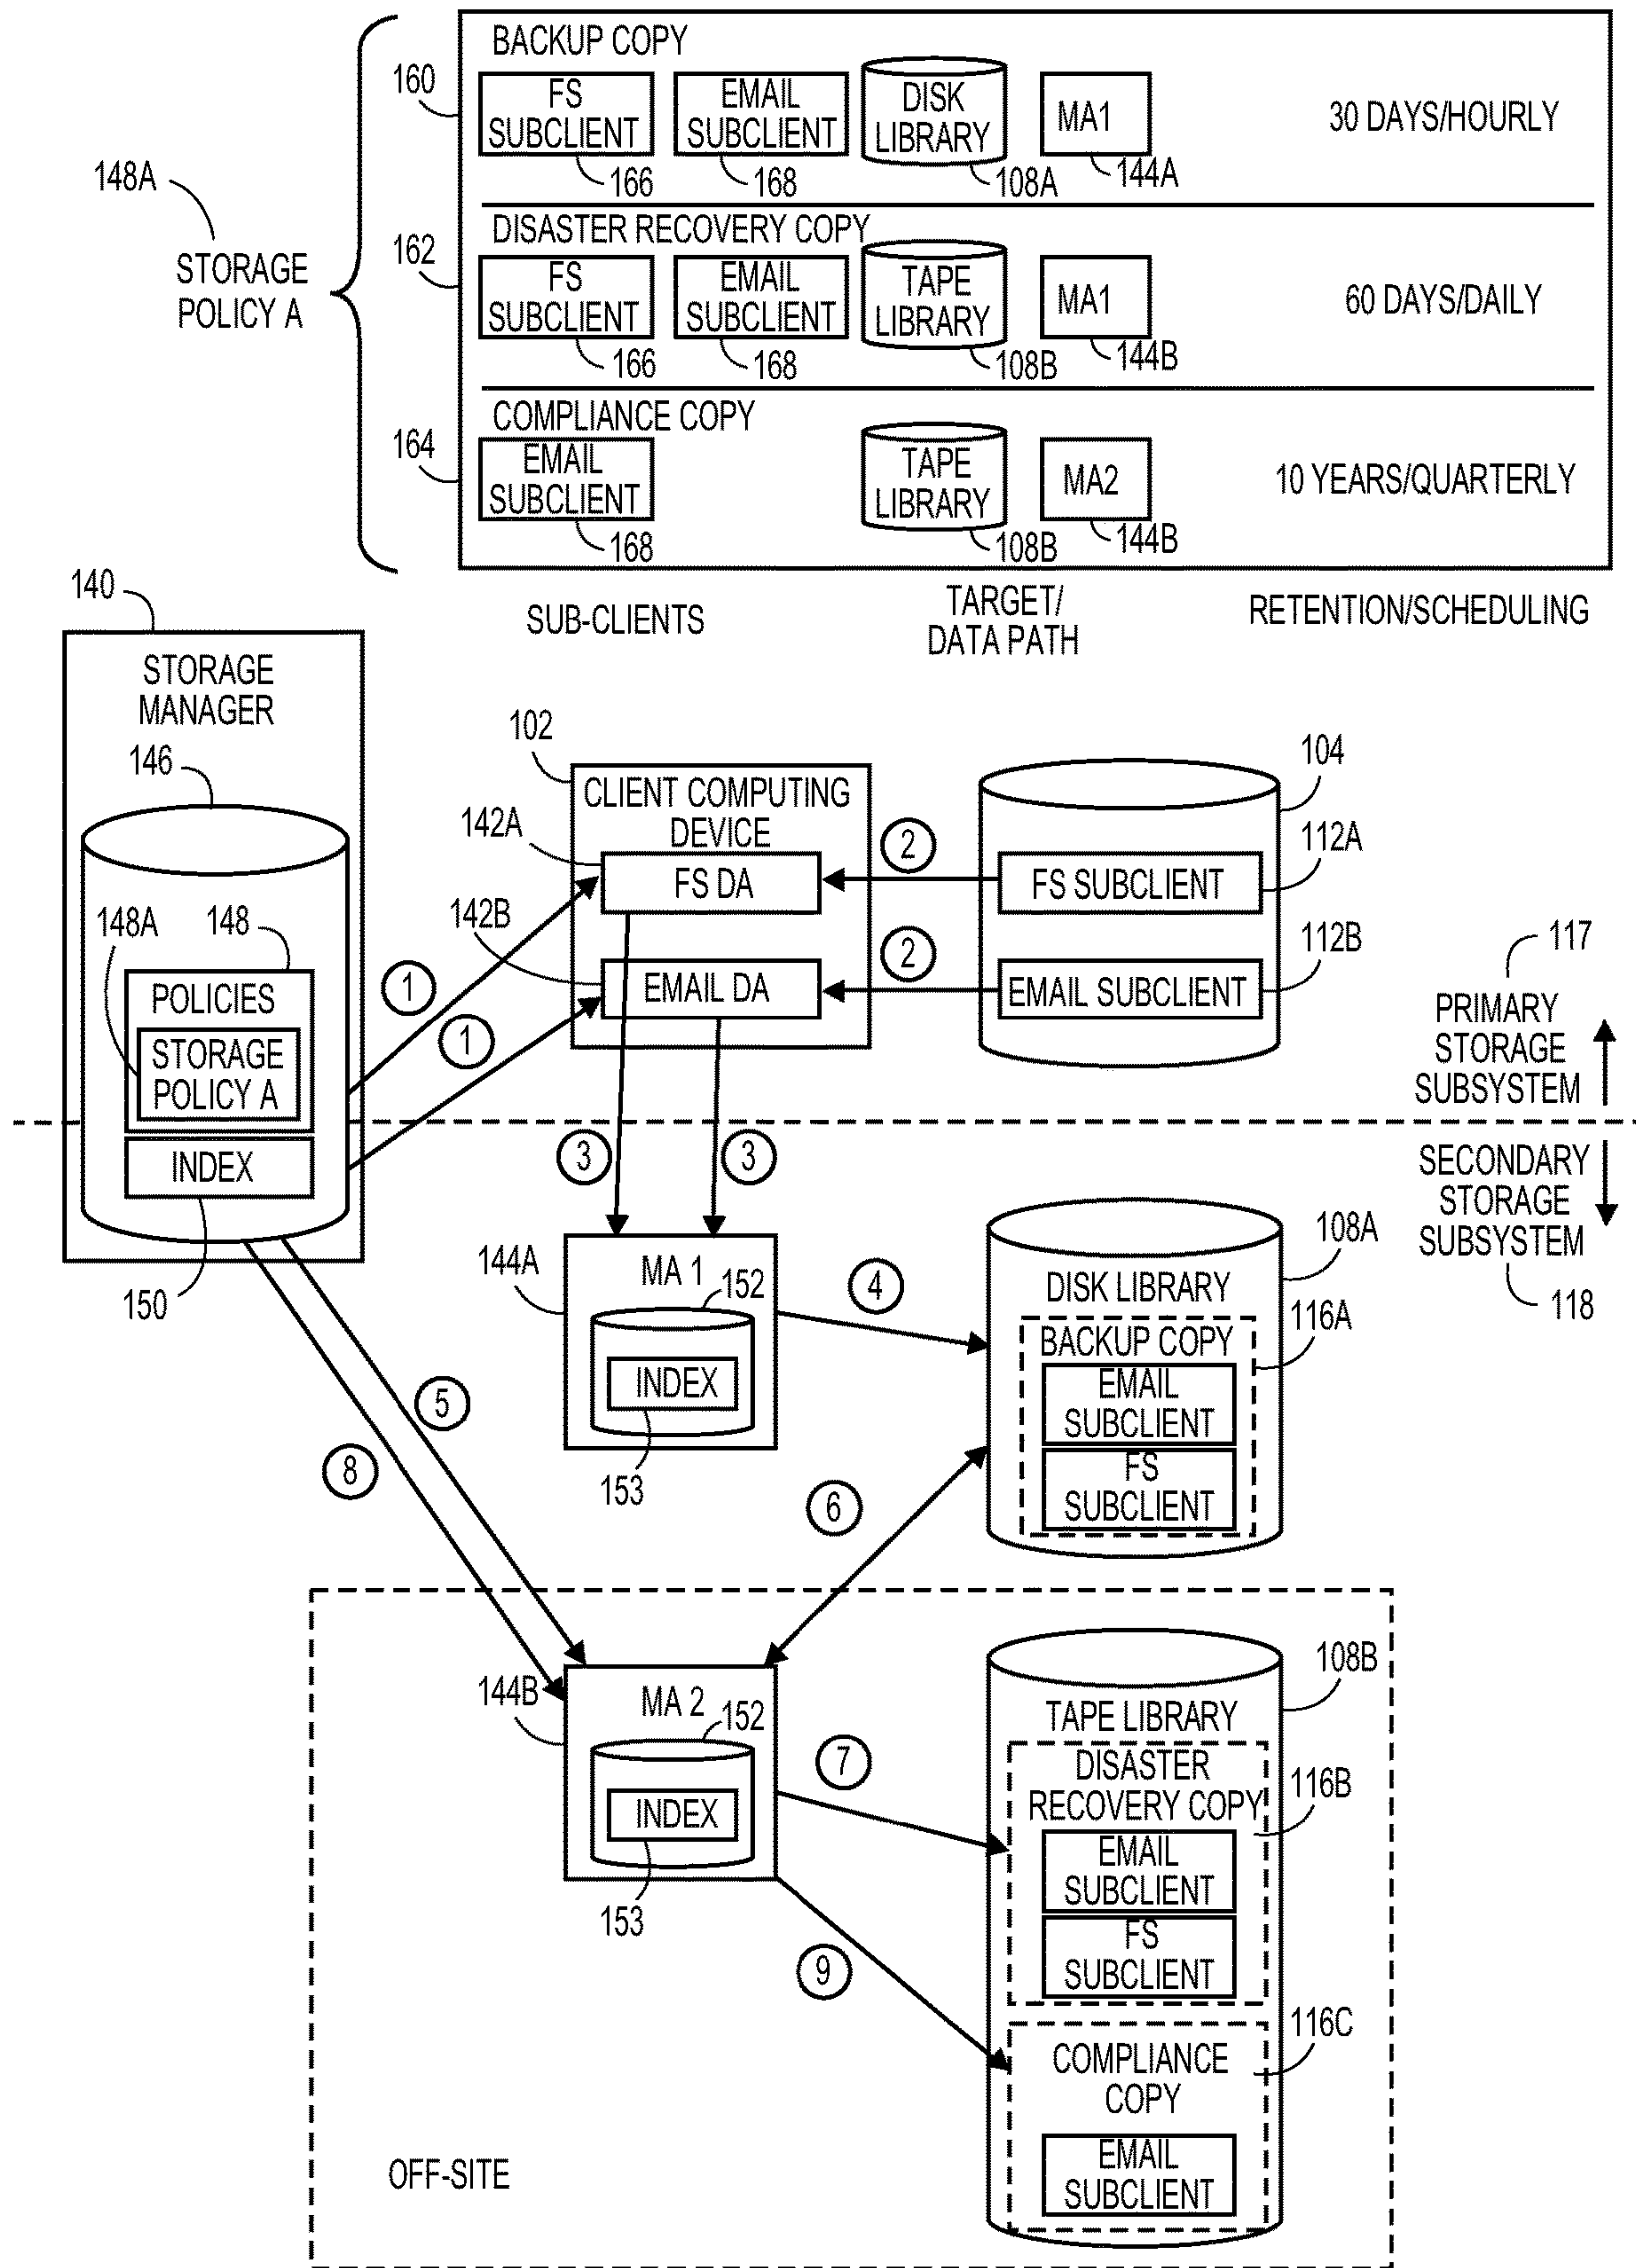 BACKUP COPY
160
FS
SUBCLIENT
166
EMAIL
SUBCLIENT
168
DISK
LIBRARY
108A
MA1
144A
30 DAYS/HOURLY
148A
STORAGE
POLICY A
DISASTER RECOVERY COPY
162
FS
SUBCLIENT
166
EMAIL
SUBCLIENT
168
TAPE
LIBRARY
108B
MA1
144B
60 DAYS/DAILY
COMPLIANCE COPY
164
EMAIL
SUBCLIENT
168
TAPE
LIBRARY
108B
MA2
144B
10 YEARS/QUARTERLY
SUB-CLIENTS
TARGET/
DATA PATH
RETENTION/SCHEDULING
140
STORAGE
MANAGER
146
148A
148
POLICIES
STORAGE
POLICY A
INDEX
150
102
CLIENT COMPUTING
DEVICE
142A
FS DA
142B
EMAIL DA
1
1
2
2
104
112A
FS SUBCLIENT
112B
EMAIL SUBCLIENT
117
PRIMARY
STORAGE
SUBSYSTEM
SECONDARY
STORAGE
SUBSYSTEM
118
3
3
144A
MA 1
152
INDEX
153
4
108A
DISK LIBRARY
116A
BACKUP COPY
EMAIL
SUBCLIENT
FS
SUBCLIENT
5
8
6
144B
MA 2
152
INDEX
153
7
9
108B
TAPE LIBRARY
DISASTER
RECOVERY COPY
116B
EMAIL
SUBCLIENT
FS
SUBCLIENT
116C
COMPLIANCE
COPY
EMAIL
SUBCLIENT
OFF-SITE